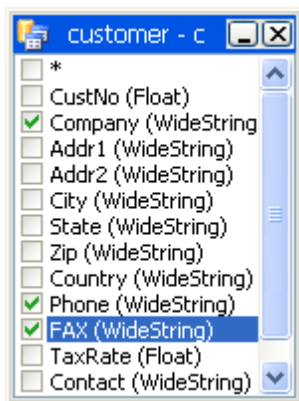 customer - c
*
CustNo (Float)
Company (WideString
Addr1 (WideString)
Addr2 (WideString)
City (WideString)
State (WideString)
Zip (WideString)
Country (WideString)
Phone (WideString)
FAX (WideString)
TaxRate (Float)
Contact (WideString)